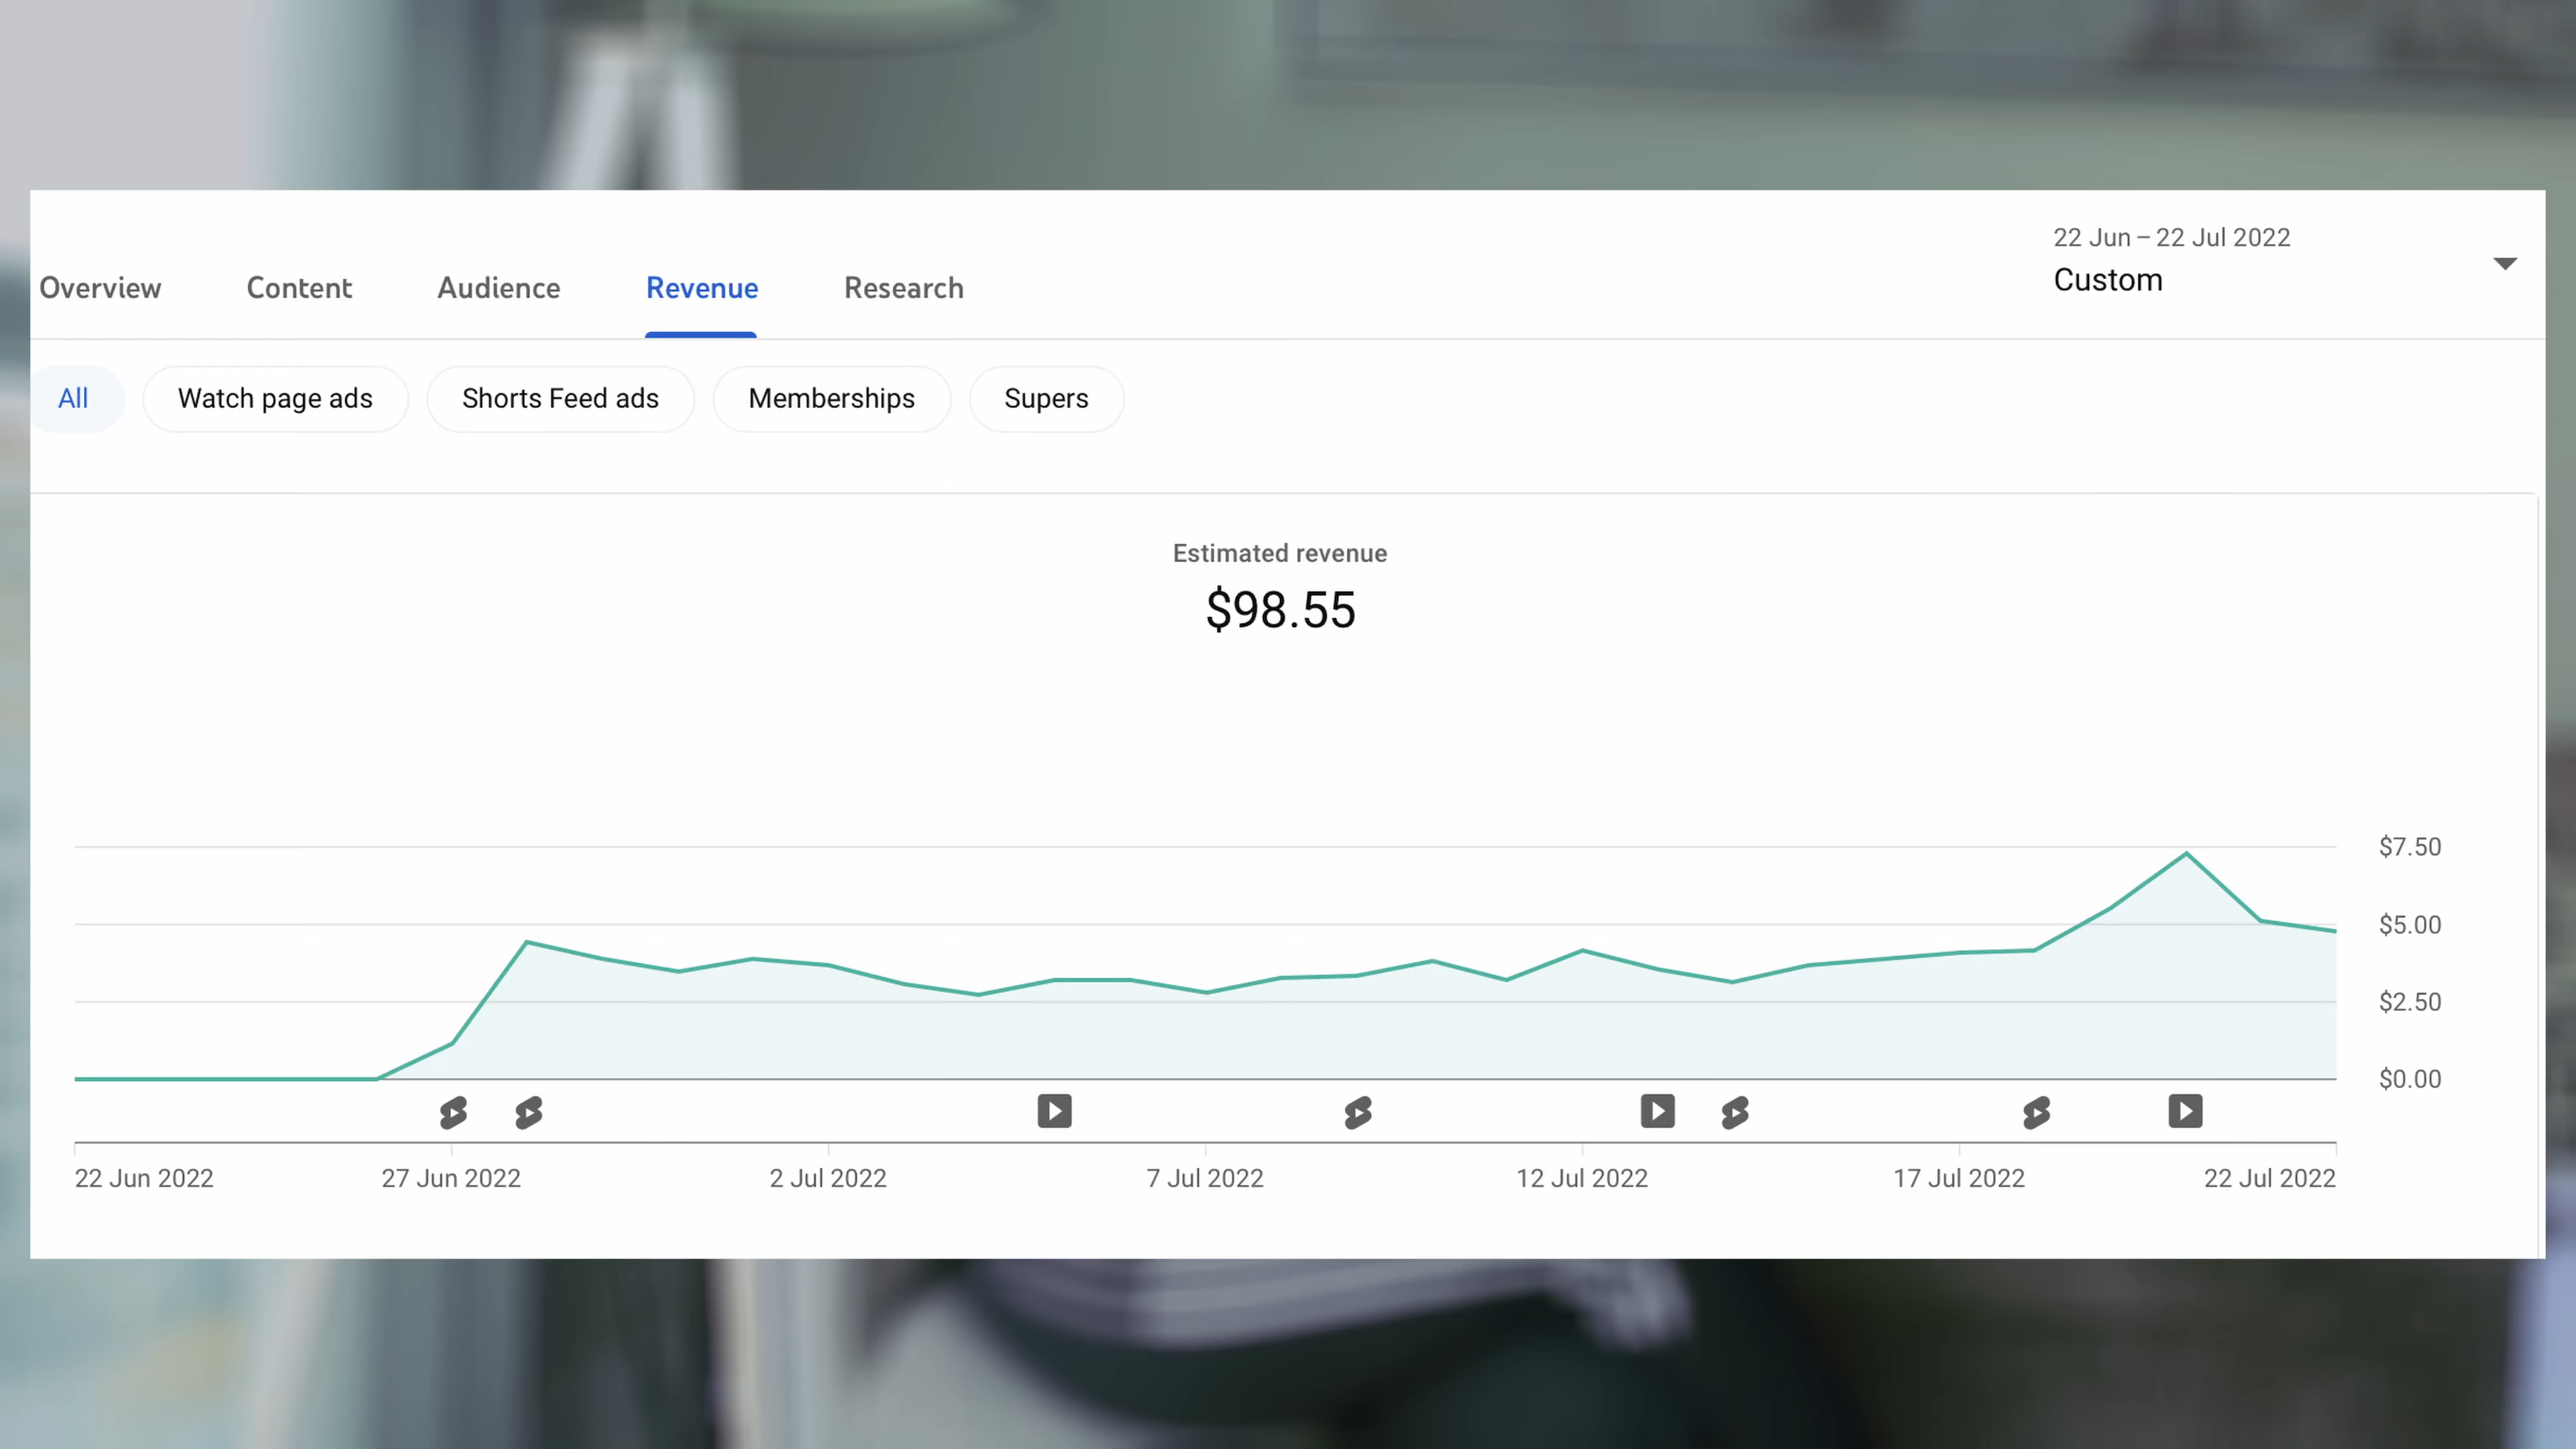 22 Jun – 22 Jul 2022
Custom
Overview
Content
Audience
Revenue
Research
All
Watch page ads
Shorts Feed ads
Memberships
Supers
Estimated revenue
$98.55
$7.50
$5.00
$2.50
$0.00
22 Jun 2022
27 Jun 2022
2 Jul 2022
7 Jul 2022
12 Jul 2022
17 Jul 2022
22 Jul 2022